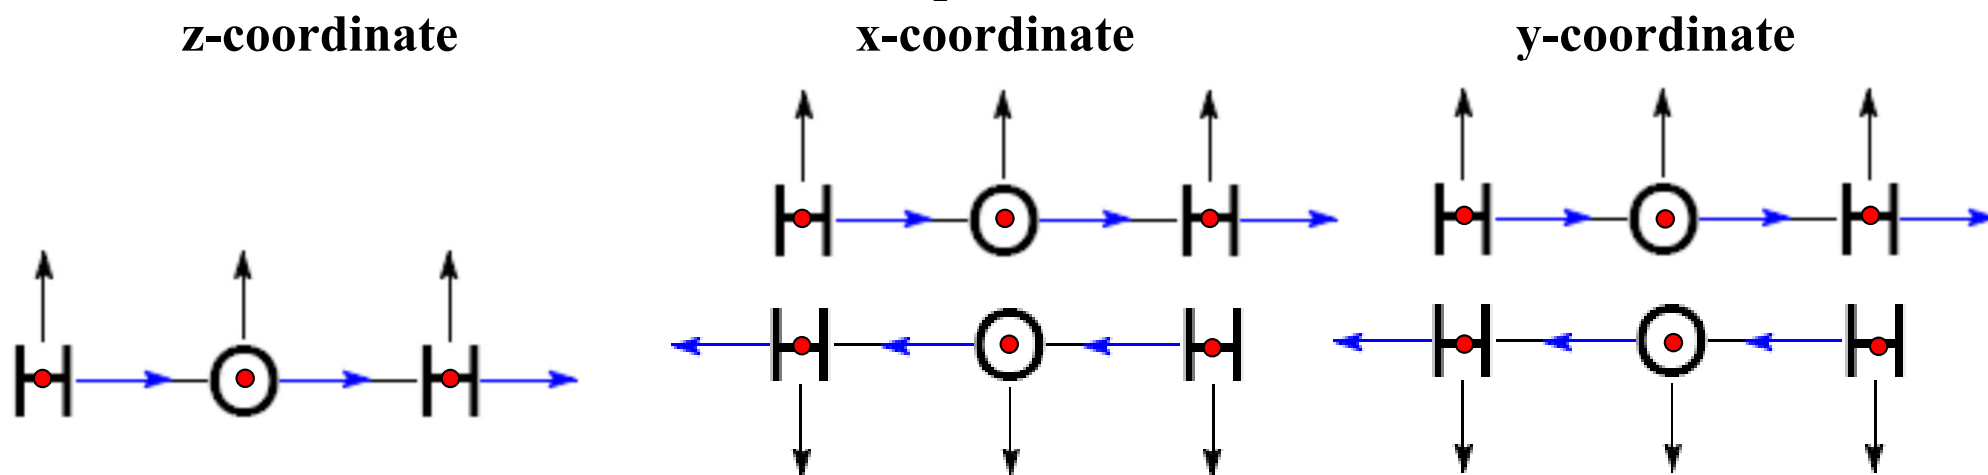 z-coordinate x-coordinate y-coordinate
H O H H O H
H O H H O H H O H